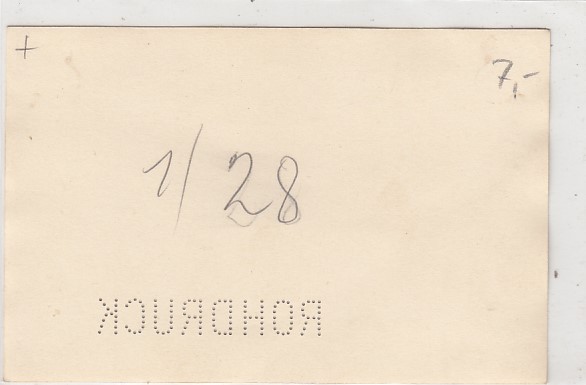 +
7,-
1/28
ROHDRUCK